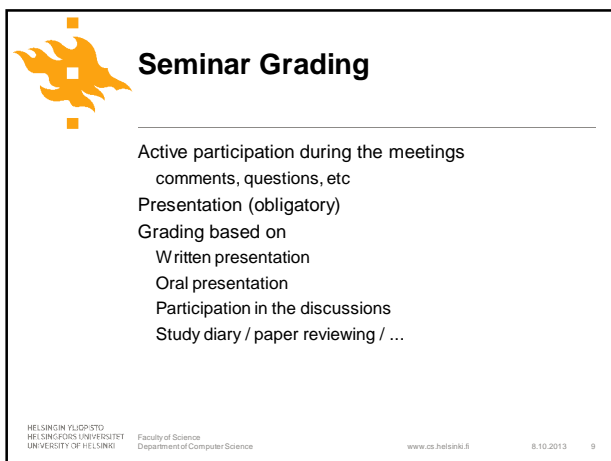 Seminar Grading
Active participation during the meetings
comments, questions, etc
Presentation (obligatory)
Grading based on
Written presentation
Oral presentation
Participation in the discussions
Study diary / paper reviewing / ...
HELSINGIN YLIOPISTO
HELSINGFORS UNIVERSITET
UNIVERSITY OF HELSINKI
Faculty of Science
Department of Computer Science
www.cs.helsinki.fi
8.10.2013
9